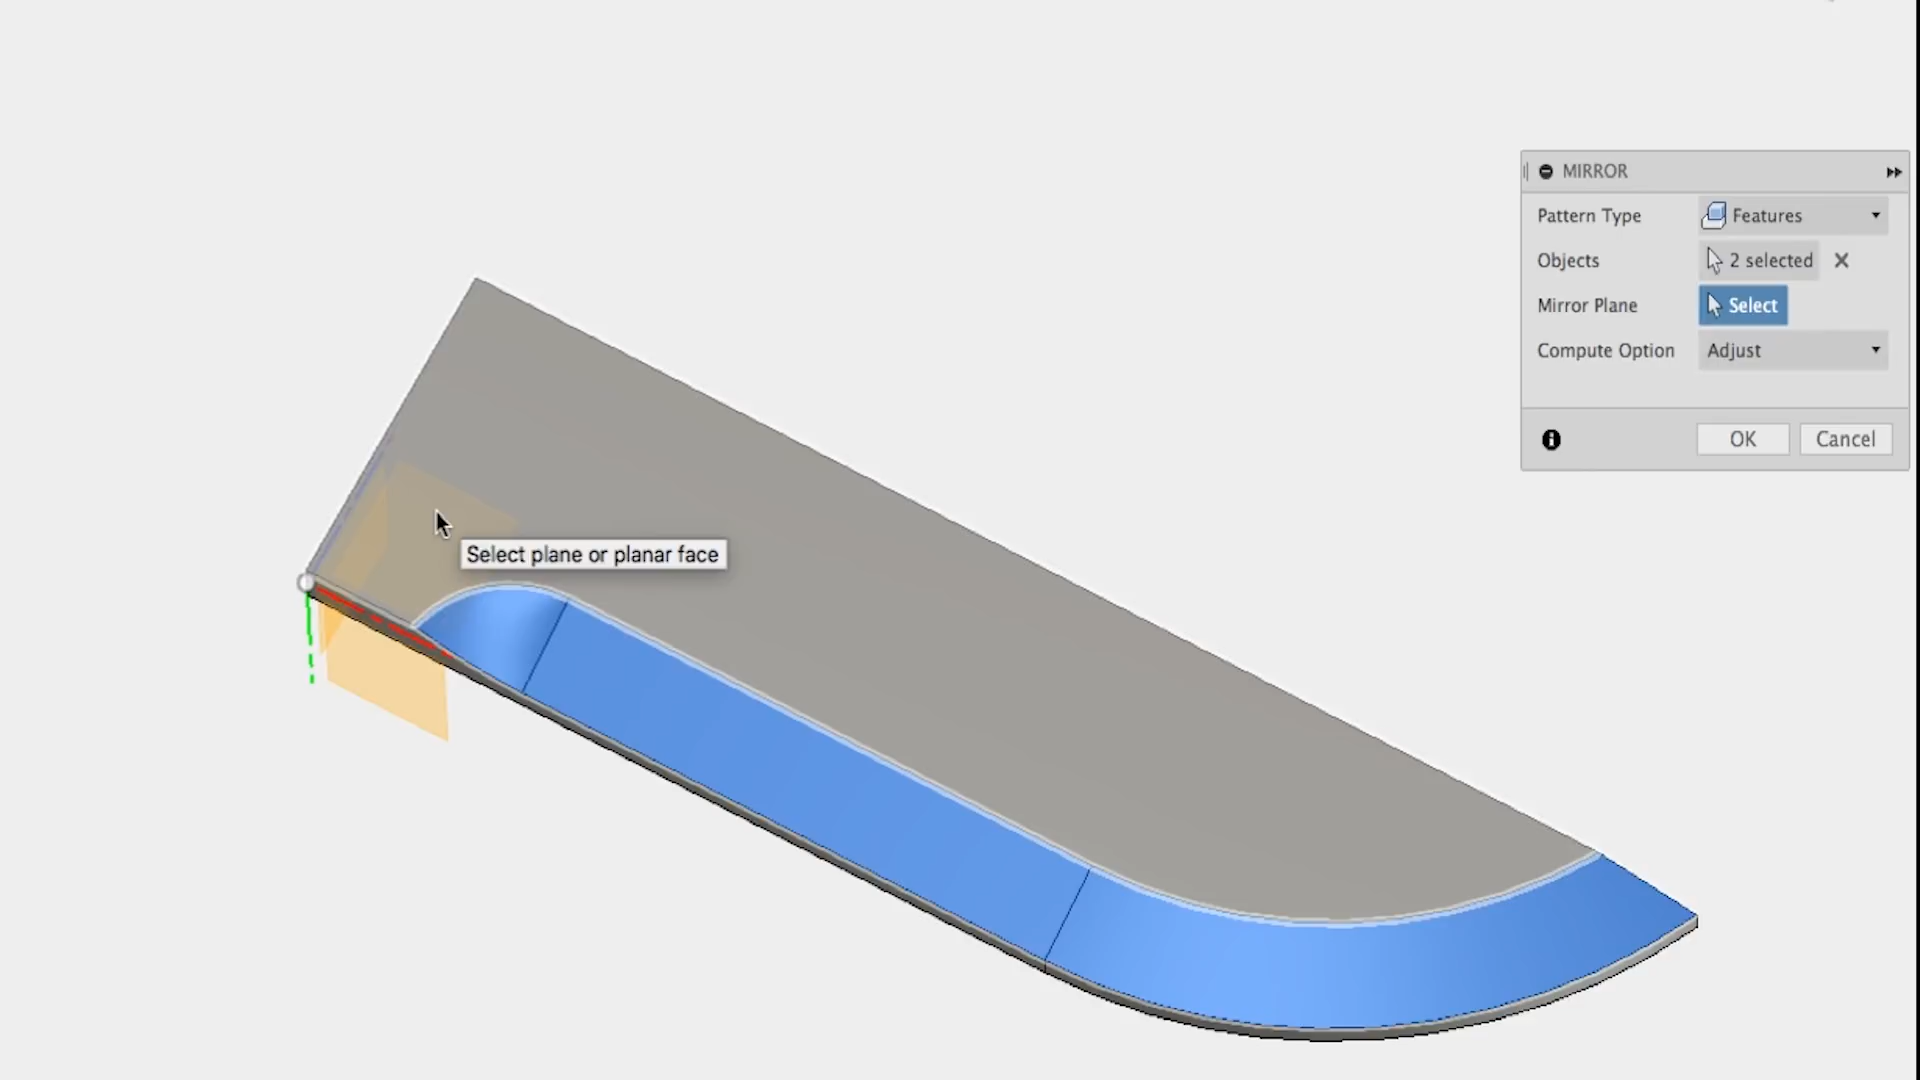 MIRROR
Pattern Type Features
Objects 2 selected
Mirror Plane Select
Compute Option Adjust
OK Cancel
Select plane or planar face